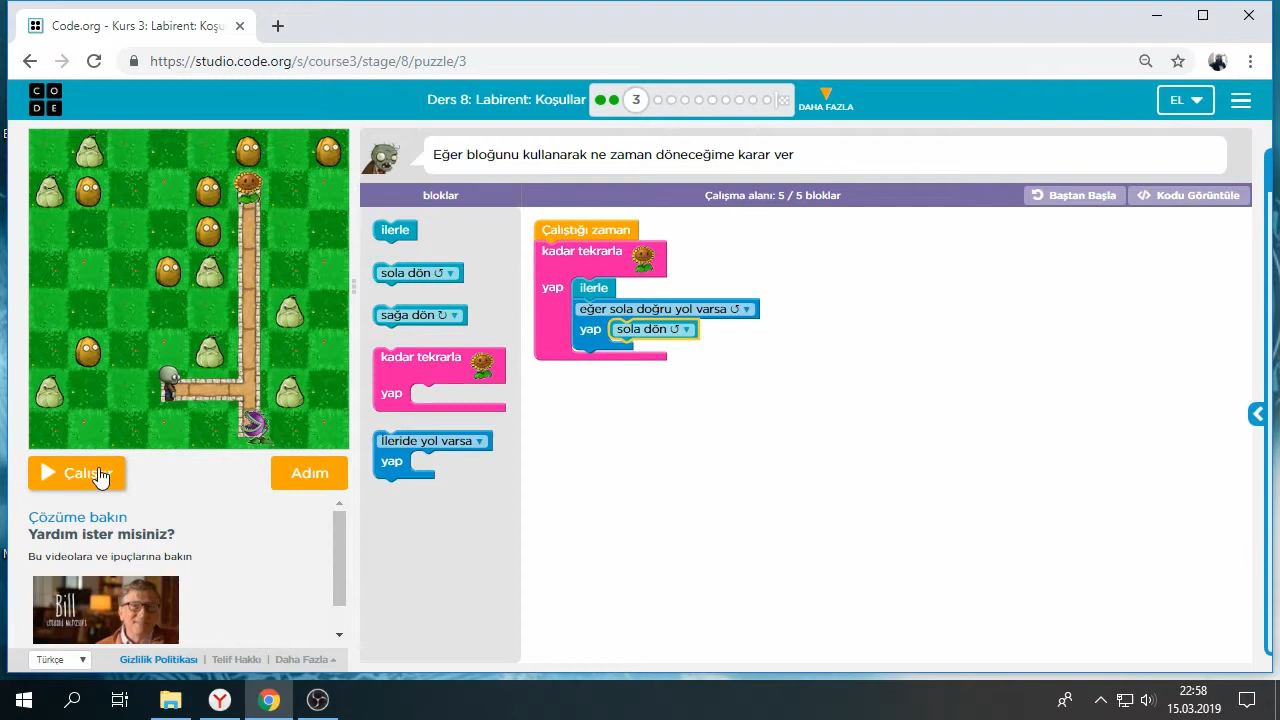 Code.org - Kurs 3: Labirent: Koşu
https://studio.code.org/s/course3/stage/8/puzzle/3
C O
D E
Ders 8: Labirent: Koşullar
3
DAHA FAZLA
EL
Eğer bloğunu kullanarak ne zaman döneceğime karar ver
bloklar
Çalışma alanı: 5 / 5 bloklar
Baştan Başla
Kodu Görüntüle
ilerle
sola dön ↺
sağa dön ↻
kadar tekrarla
yap
İleride yol varsa
yap
Çalıştığı zaman
kadar tekrarla
yap
ilerle
eğer sola doğru yol varsa ↺
yap
sola dön ↺
Adım
Çözüme bakın
Yardım ister misiniz?
Bu videolara ve ipuçlarına bakın
Bill
Türkçe
Gizlilik Politikası | Telif Hakkı | Daha Fazla
22:58
15.03.2019